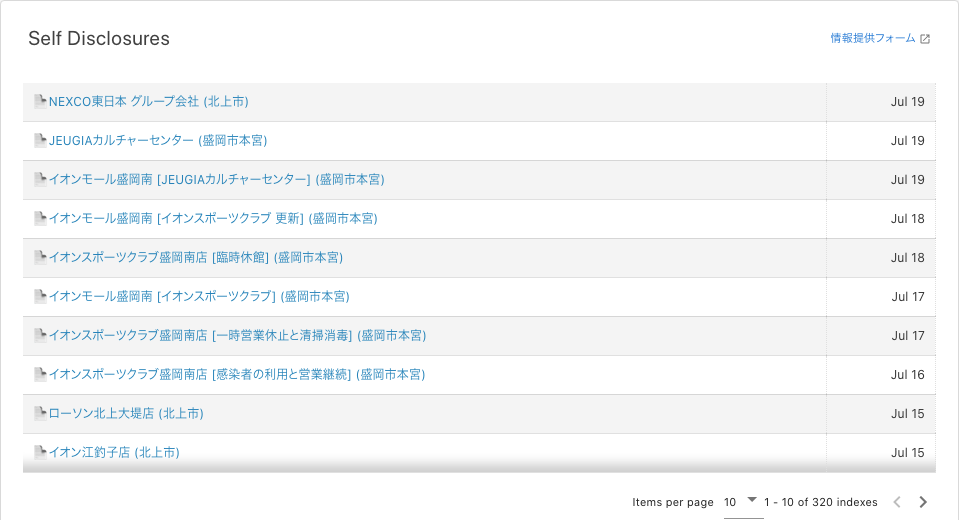 Self Disclosures
情報提供フォーム
NEXCO東日本 グループ会社 (北上市) Jul 19
JEUGIAカルチャーセンター (盛岡市本宮) Jul 19
イオンモール盛岡南 [JEUGIAカルチャーセンター] (盛岡市本宮) Jul 19
イオンモール盛岡南 [イオンスポーツクラブ 更新] (盛岡市本宮) Jul 18
イオンスポーツクラブ盛岡南店 [臨時休館] (盛岡市本宮) Jul 18
イオンモール盛岡南 [イオンスポーツクラブ] (盛岡市本宮) Jul 17
イオンスポーツクラブ盛岡南店 [一時営業休止と清掃消毒] (盛岡市本宮) Jul 17
イオンスポーツクラブ盛岡南店 [感染者の利用と営業継続] (盛岡市本宮) Jul 16
ローソン北上大堤店 (北上市) Jul 15
イオン江釣子店 (北上市) Jul 15
Items per page 10 1 - 10 of 320 indexes